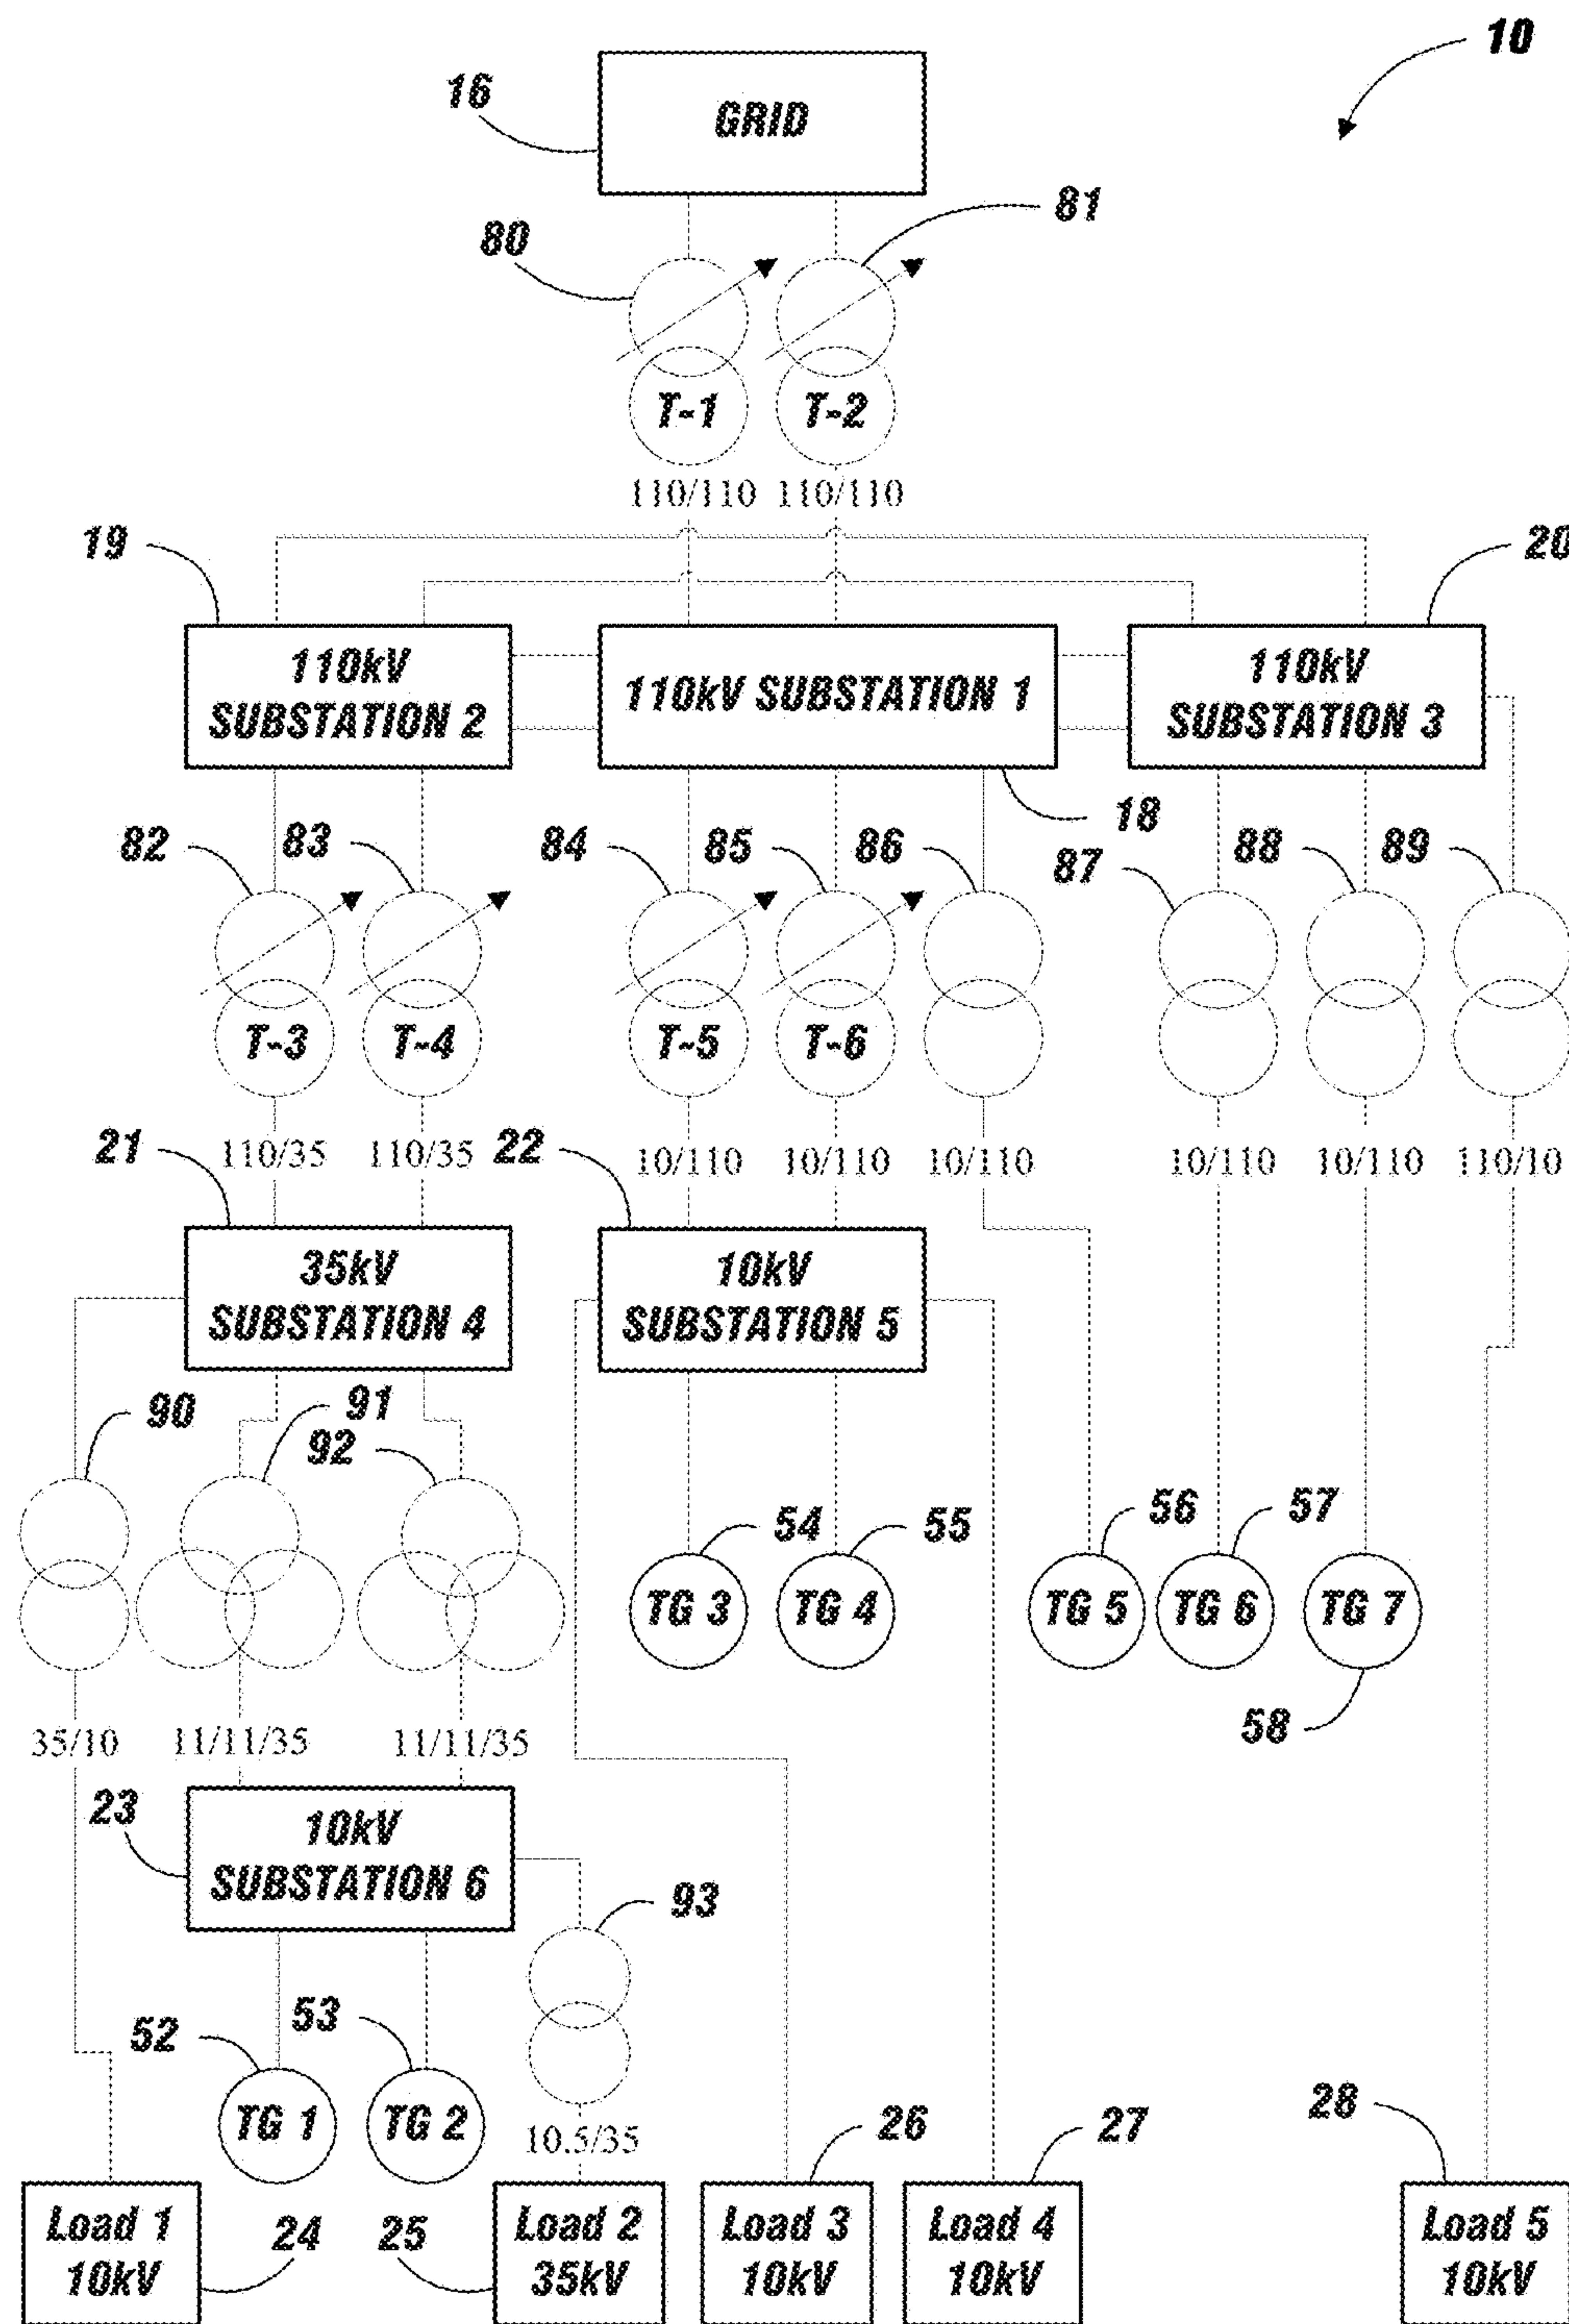 10
16
GRID
81
80
T-1
T-2
110/110
110/110
19
20
110kV
SUBSTATION 2
110kV SUBSTATION 1
110kV
SUBSTATION 3
18
82
83
84
85
86
87
88
89
T-3
T-4
T-5
T-6
21
110/35
110/35
22
10/110
10/110
10/110
10/110
10/110
110/10
35kV
SUBSTATION 4
10kV
SUBSTATION 5
90
91
92
54
55
56
57
TG 3
TG 4
TG 5
TG 6
TG 7
58
35/10
11/11/35
11/11/35
23
10kV
SUBSTATION 6
93
52
53
TG 1
TG 2
10.5/35
26
27
28
Load 1
10kV
24
25
Load 2
35kV
Load 3
10kV
Load 4
10kV
Load 5
10kV